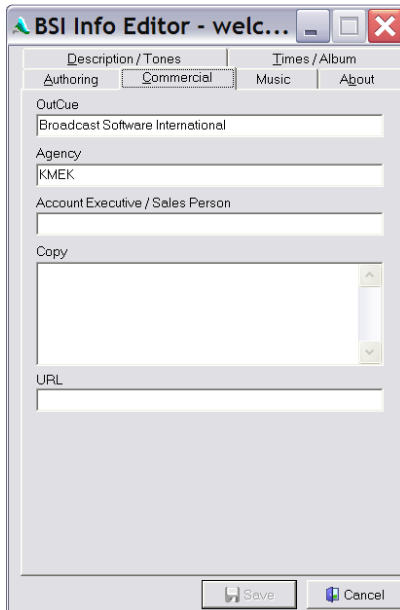 BSI Info Editor - welc...
Description / Tones Times / Album
Authoring Commercial Music About
OutCue
Broadcast Software International
Agency
KMEK
Account Executive / Sales Person
Copy
URL
Save Cancel